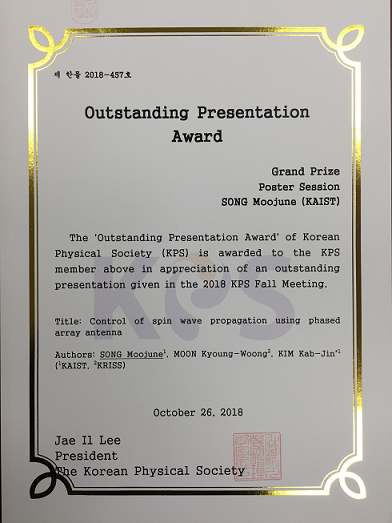 제 한물 2018-457호
Outstanding Presentation
Award
Grand Prize
Poster Session
SONG Moojune (KAIST)
The 'Outstanding Presentation Award' of Korean
Physical Society (KPS) is awarded to the KPS
member above in appreciation of an outstanding
presentation given in the 2018 KPS Fall Meeting.
KPS
Title: Control of spin wave propagation using phased
array antenna
Authors: SONG Moojune¹, MOON Kyoung-Woong², KIM Kab-Jin*¹
(¹KAIST, ²KRISS)
October 26, 2018
Jae Il Lee
President
The Korean Physical Society